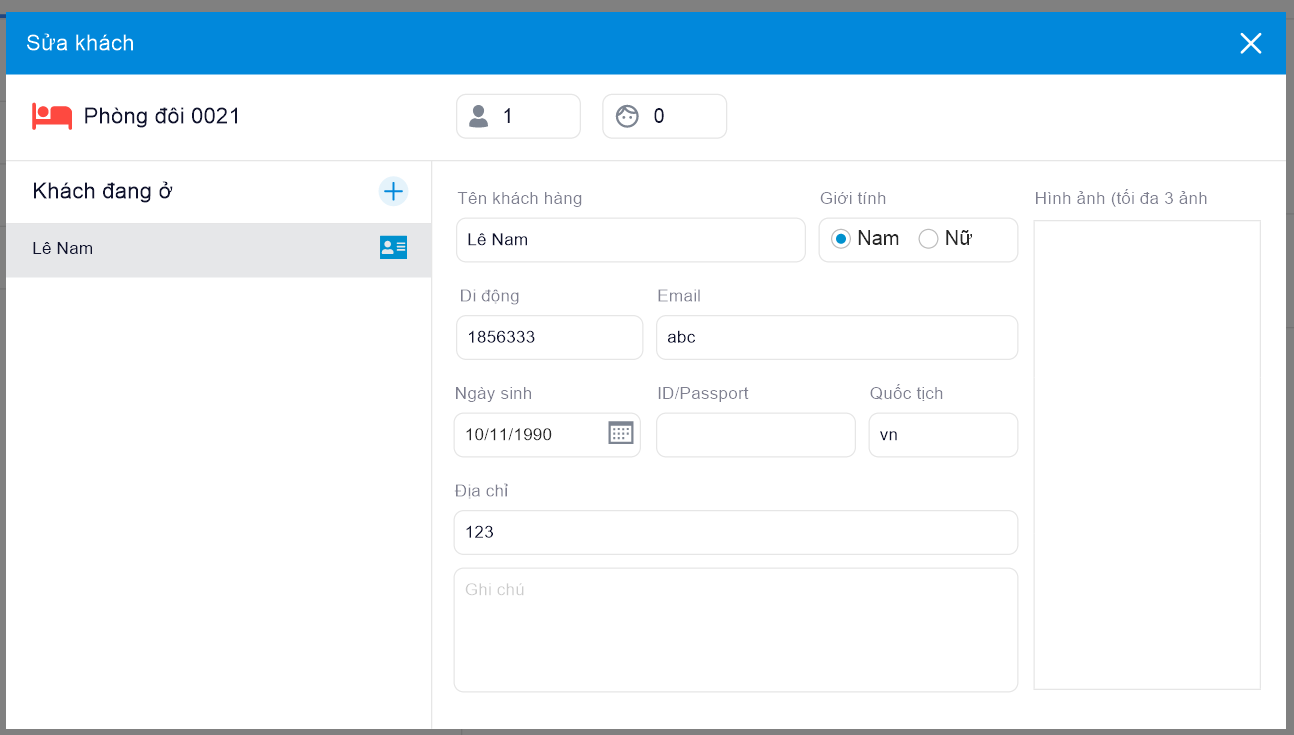 Sửa khách
Phòng đôi 0021
1
0
Khách đang ở
Lê Nam
Tên khách hàng
Giới tính
Hình ảnh (tối đa 3 ảnh
Lê Nam
Nam
Nữ
Di động
Email
1856333
abc
Ngày sinh
ID/Passport
Quốc tịch
10/11/1990
vn
Địa chỉ
123
Ghi chú